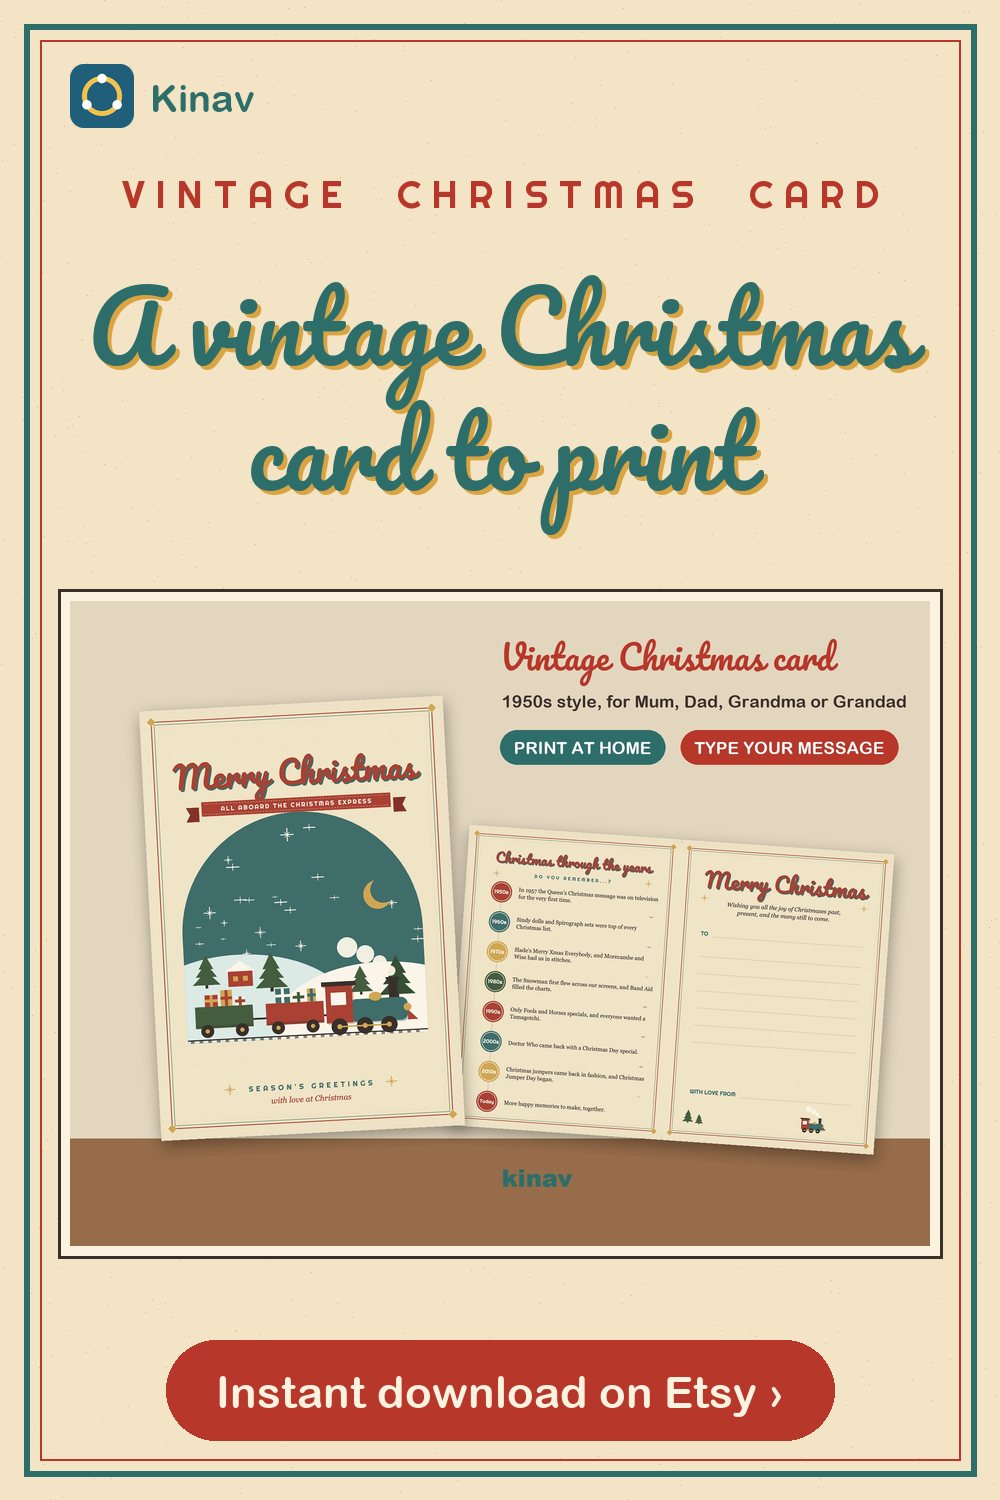 Kinav
VINTAGE CHRISTMAS CARD
A vintage Christmas
card to print
Vintage Christmas card
1950s style, for Mum, Dad, Grandma or Grandad
PRINT AT HOME
TYPE YOUR MESSAGE
Merry Christmas
ALL ABOARD THE CHRISTMAS EXPRESS
SEASON'S GREETINGS
with love at Christmas
Christmas through the years
DO YOU REMEMBER...?
1950s
In 1957 the Queen's Christmas message was on television
for the very first time.
1960s
Sindy dolls and Spirograph sets were top of every
Christmas list.
1970s
Slade's Merry Xmas Everybody, and Morecambe and
Wise had us in stitches.
1980s
The Snowman first flew across our screens, and Band Aid
filled the charts.
1990s
Only Fools and Horses specials, and everyone wanted a
Tamagotchi.
2000s
Doctor Who came back with a Christmas Day special.
2010s
Christmas jumpers came back in fashion, and Christmas
Jumper Day began.
Today
More happy memories to make, together.
Merry Christmas
Wishing you all the joy of Christmases past,
present, and the many still to come.
TO
WITH LOVE FROM
kinav
Instant download on Etsy ›